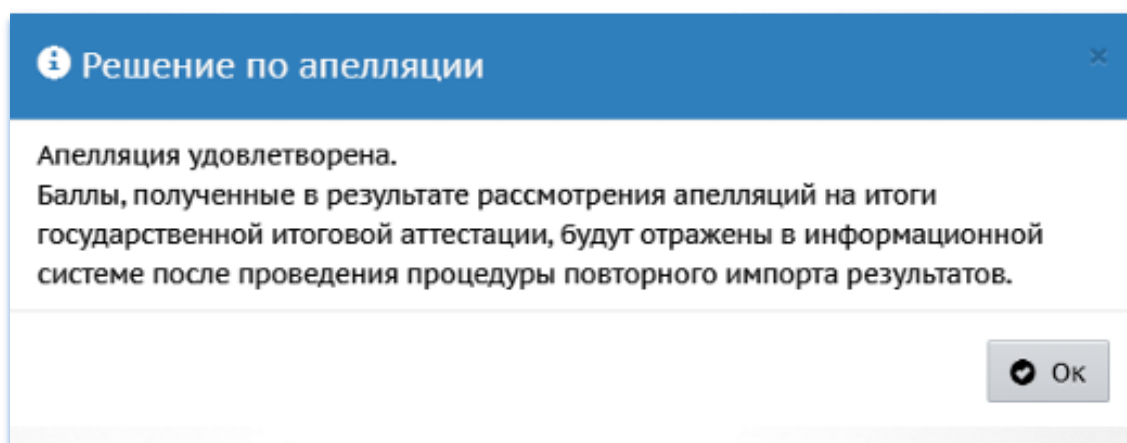 Решение по апелляции
Апелляция удовлетворена.
Баллы, полученные в результате рассмотрения апелляций на итоги
государственной итоговой аттестации, будут отражены в информационной
системе после проведения процедуры повторного импорта результатов.
Ок